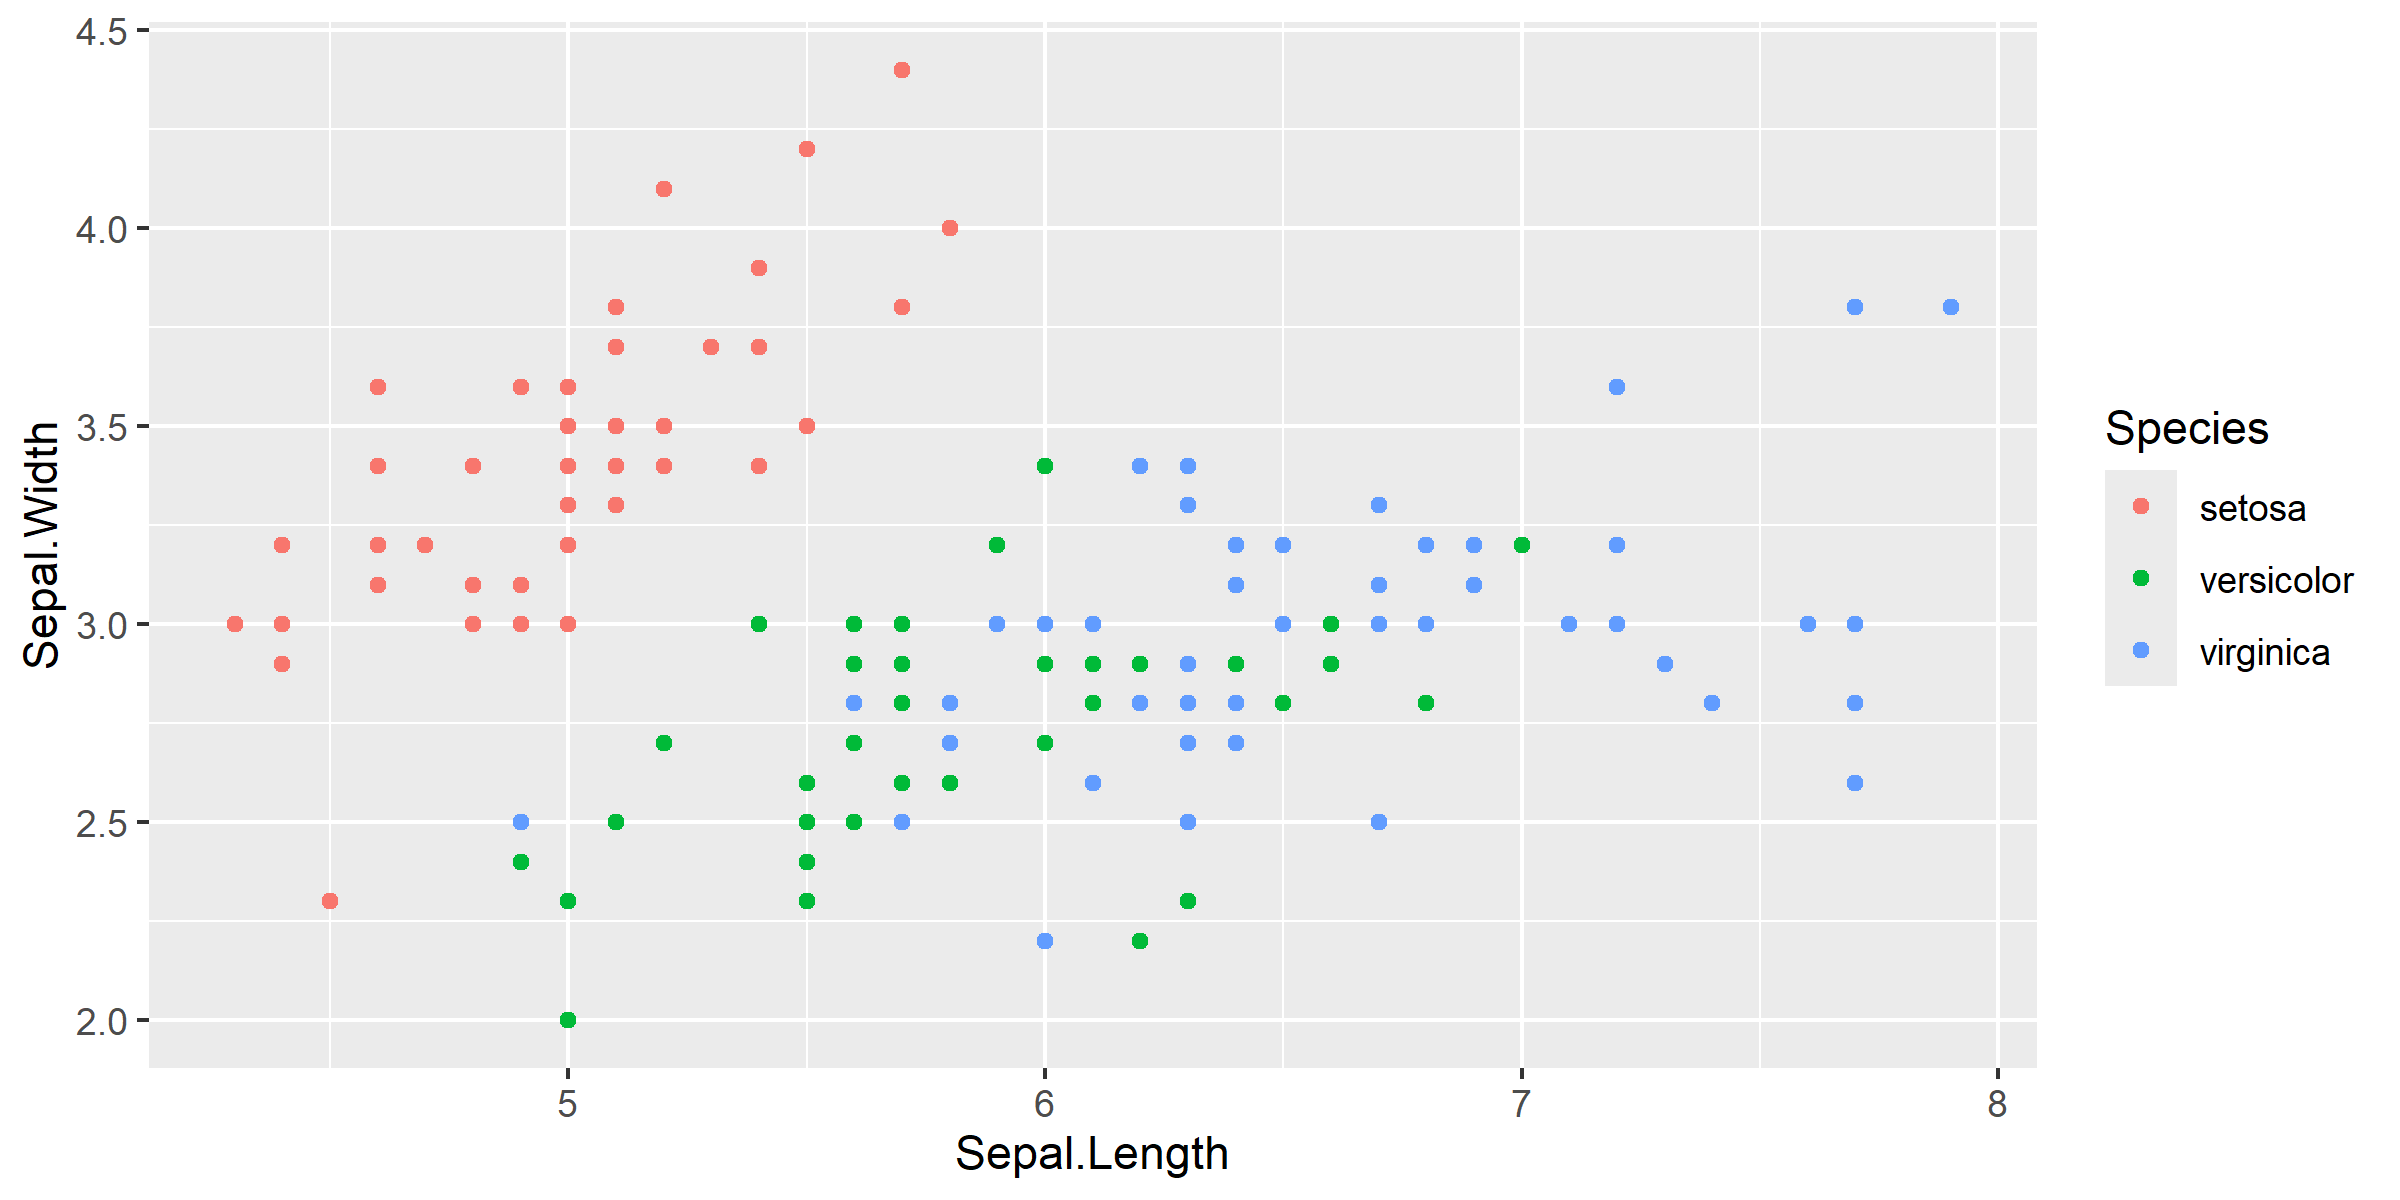 4.5
4.0
3.5
3.0
2.5
2.0
Sepal.Width
5 6 7 8
Sepal.Length
Species
setosa
versicolor
virginica